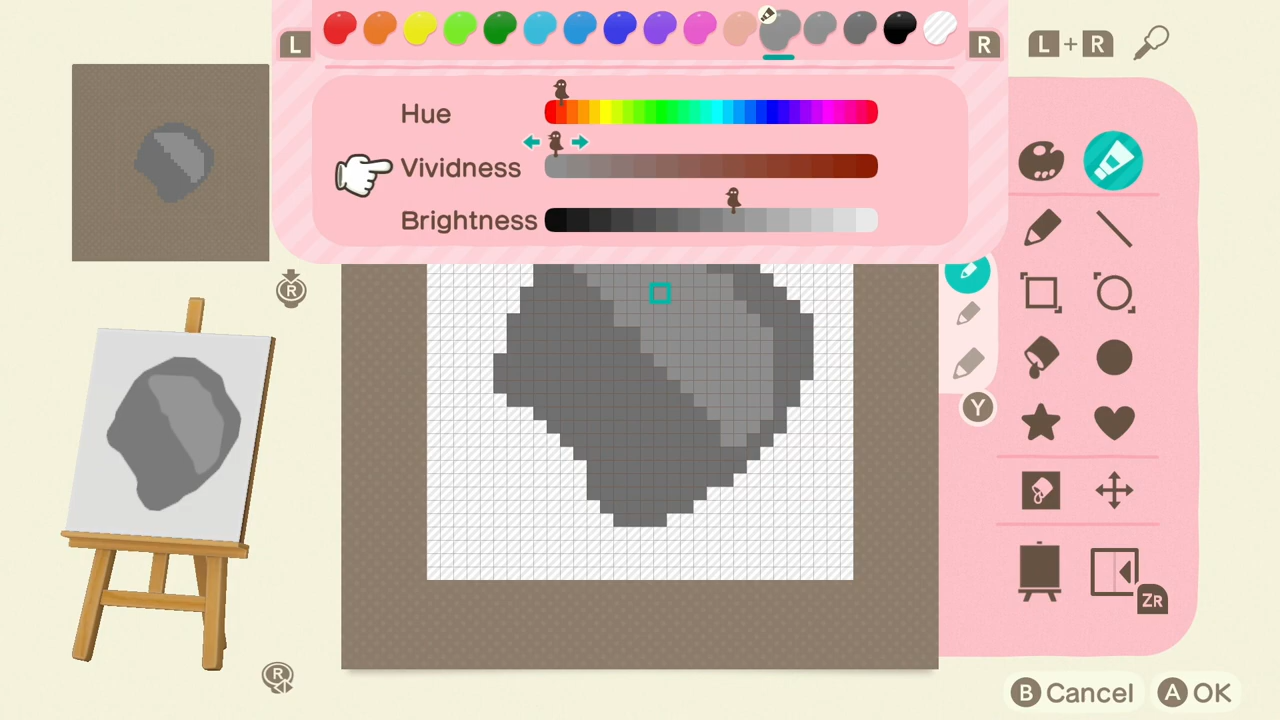 L
R
L + R
Hue
Vividness
Brightness
R
Y
ZR
R
B Cancel
A OK